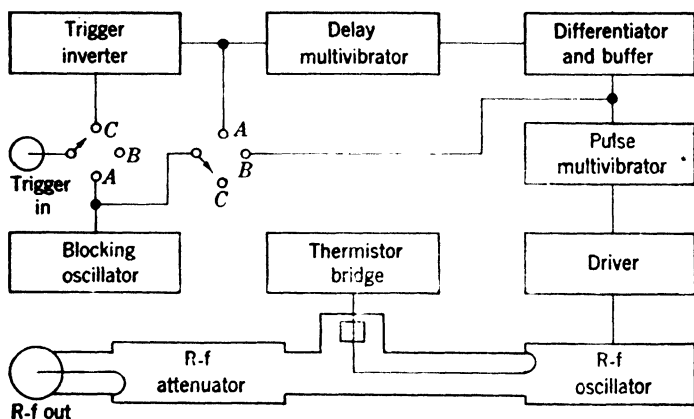 Trigger
inverter
Delay
multivibrator
Differentiator
and buffer
C
B
A
Trigger
in
A
B
C
Pulse
multivibrator
Blocking
oscillator
Thermistor
bridge
Driver
R-f
attenuator
R-f
oscillator
R-f out